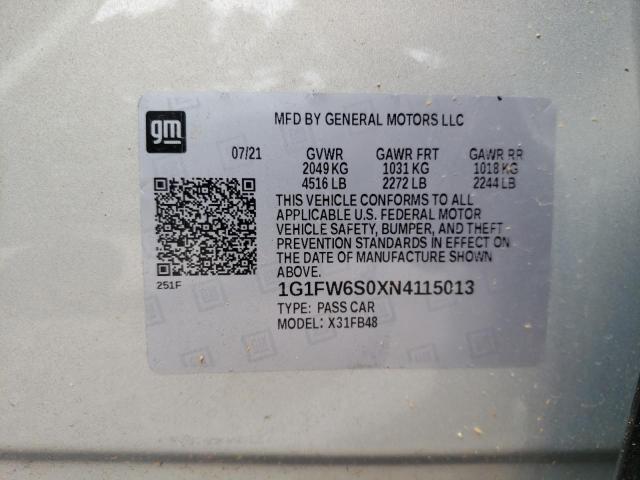 gm
MFD BY GENERAL MOTORS LLC
07/21 GVWR GAWR FRT GAWR RR
2049 KG 1031 KG 1018 KG
4516 LB 2272 LB 2244 LB
THIS VEHICLE CONFORMS TO ALL
APPLICABLE U.S. FEDERAL MOTOR
VEHICLE SAFETY, BUMPER, AND THEFT
PREVENTION STANDARDS IN EFFECT ON
THE DATE OF MANUFACTURE SHOWN
ABOVE.
251F
1G1FW6S0XN4115013
TYPE: PASS CAR
MODEL: X31FB48